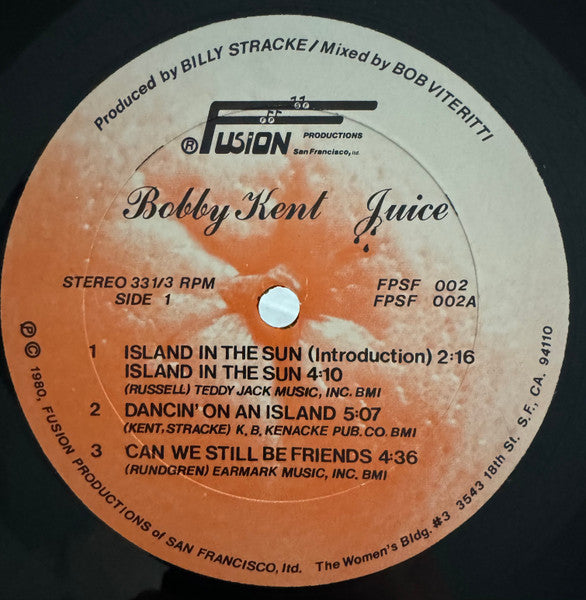 Produced by BILLY STRACKE / Mixed by BOB VITERITTI
® FUSION PRODUCTIONS
San Francisco, ltd.
Bobby Kent Juice
STEREO 33 1/3 RPM
SIDE 1
FPSF 002
FPSF 002A
1 ISLAND IN THE SUN (Introduction) 2:16
ISLAND IN THE SUN 4:10
(RUSSELL) TEDDY JACK MUSIC, INC. BMI
2 DANCIN' ON AN ISLAND 5:07
(KENT, STRACKE) K. B. KENACKE PUB. CO. BMI
3 CAN WE STILL BE FRIENDS 4:36
(RUNDGREN) EARMARK MUSIC, INC. BMI
℗ © 1980, FUSION PRODUCTIONS of SAN FRANCISCO, ltd. The Women's Bldg. #3 3543 18th St. S.F., CA. 94110